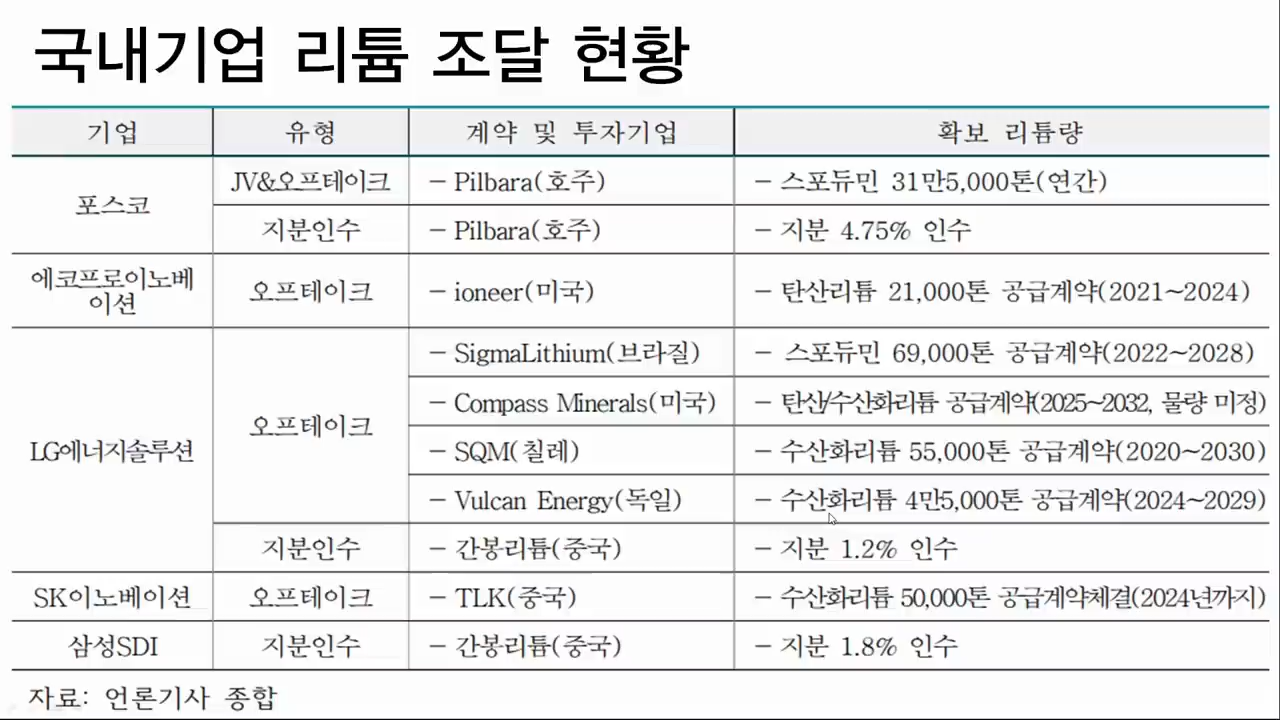 국내기업 리튬 조달 현황
기업 유형 계약 및 투자기업 확보 리튬량
포스코 JV&오프테이크 - Pilbara(호주) - 스포듀민 31만5,000톤(연간)
지분인수 - Pilbara(호주) - 지분 4.75% 인수
에코프로이노베
이션 오프테이크 - ioneer(미국) - 탄산리튬 21,000톤 공급계약(2021~2024)
LG에너지솔루션 오프테이크 - SigmaLithium(브라질) - 스포듀민 69,000톤 공급계약(2022~2028)
- Compass Minerals(미국) - 탄산/수산화리튬 공급계약(2025~2032, 물량 미정)
- SQM(칠레) - 수산화리튬 55,000톤 공급계약(2020~2030)
- Vulcan Energy(독일) - 수산화리튬 4만5,000톤 공급계약(2024~2029)
지분인수 - 간봉리튬(중국) - 지분 1.2% 인수
SK이노베이션 오프테이크 - TLK(중국) - 수산화리튬 50,000톤 공급계약체결(2024년까지)
삼성SDI 지분인수 - 간봉리튬(중국) - 지분 1.8% 인수
자료: 언론기사 종합